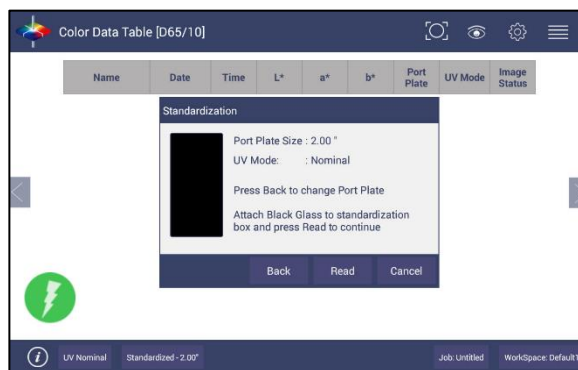 Color Data Table [D65/10]
Name Date Time L* a* b* Port Plate UV Mode Image Status
Standardization
Port Plate Size : 2.00 "
UV Mode: : Nominal
Press Back to change Port Plate
Attach Black Glass to standardization
box and press Read to continue
Back Read Cancel
i UV Nominal Standardized - 2.00" Job: Untitled WorkSpace: Default1